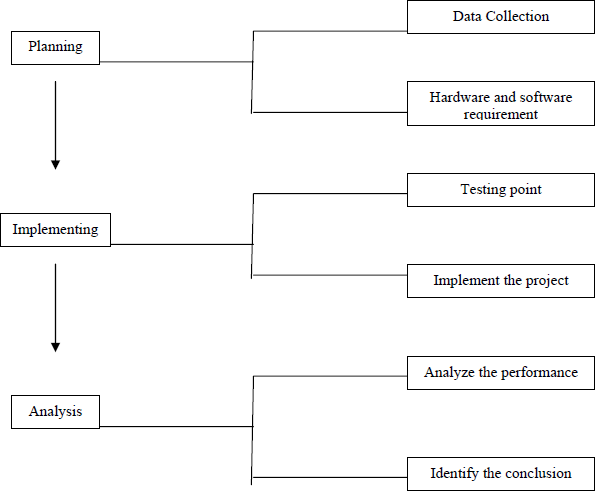 Data Collection
Planning
Hardware and software
requirement
Testing point
Implementing
Implement the project
Analyze the performance
Analysis
Identify the conclusion